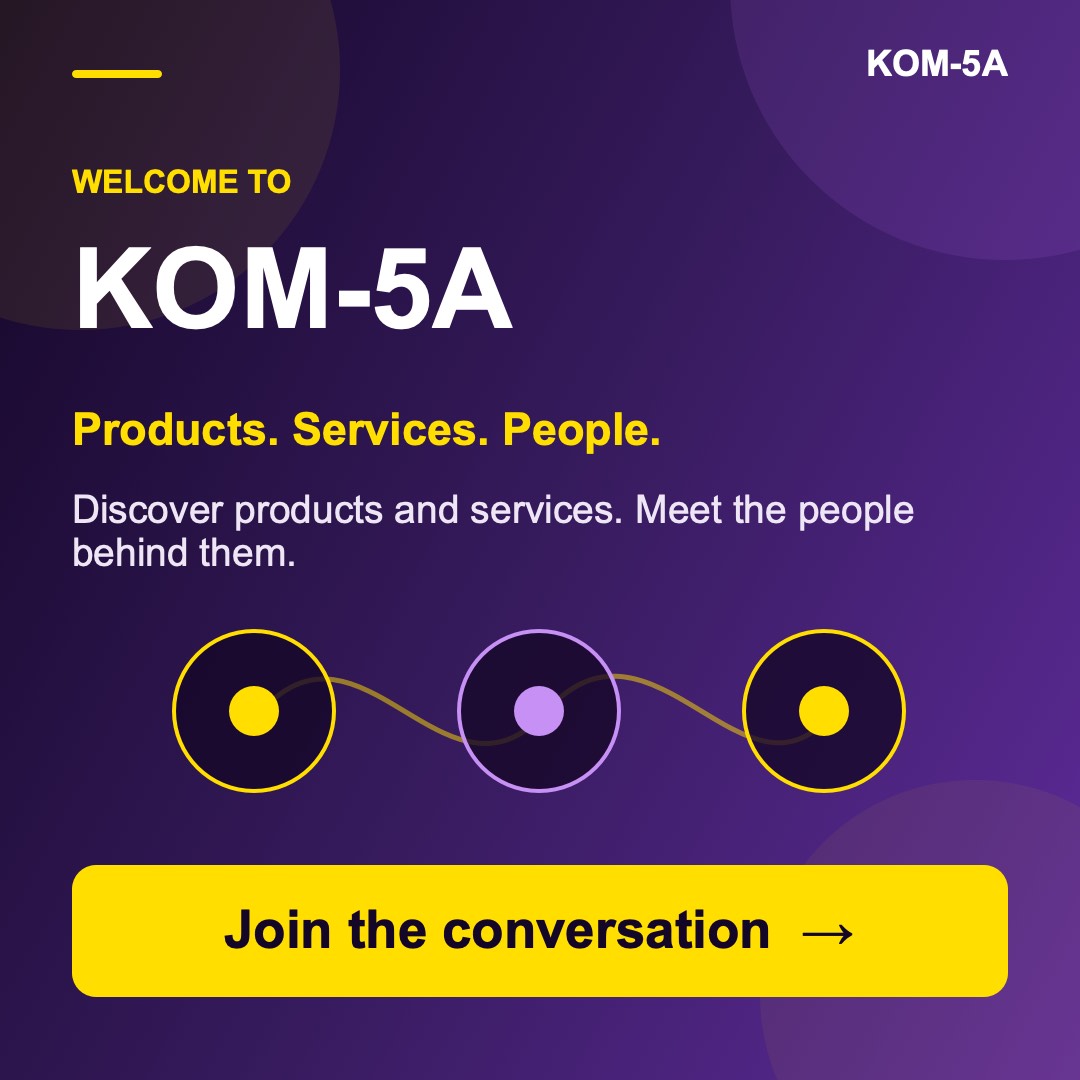 KOM-5A
WELCOME TO
KOM-5A
Products. Services. People.
Discover products and services. Meet the people
behind them.
Join the conversation →